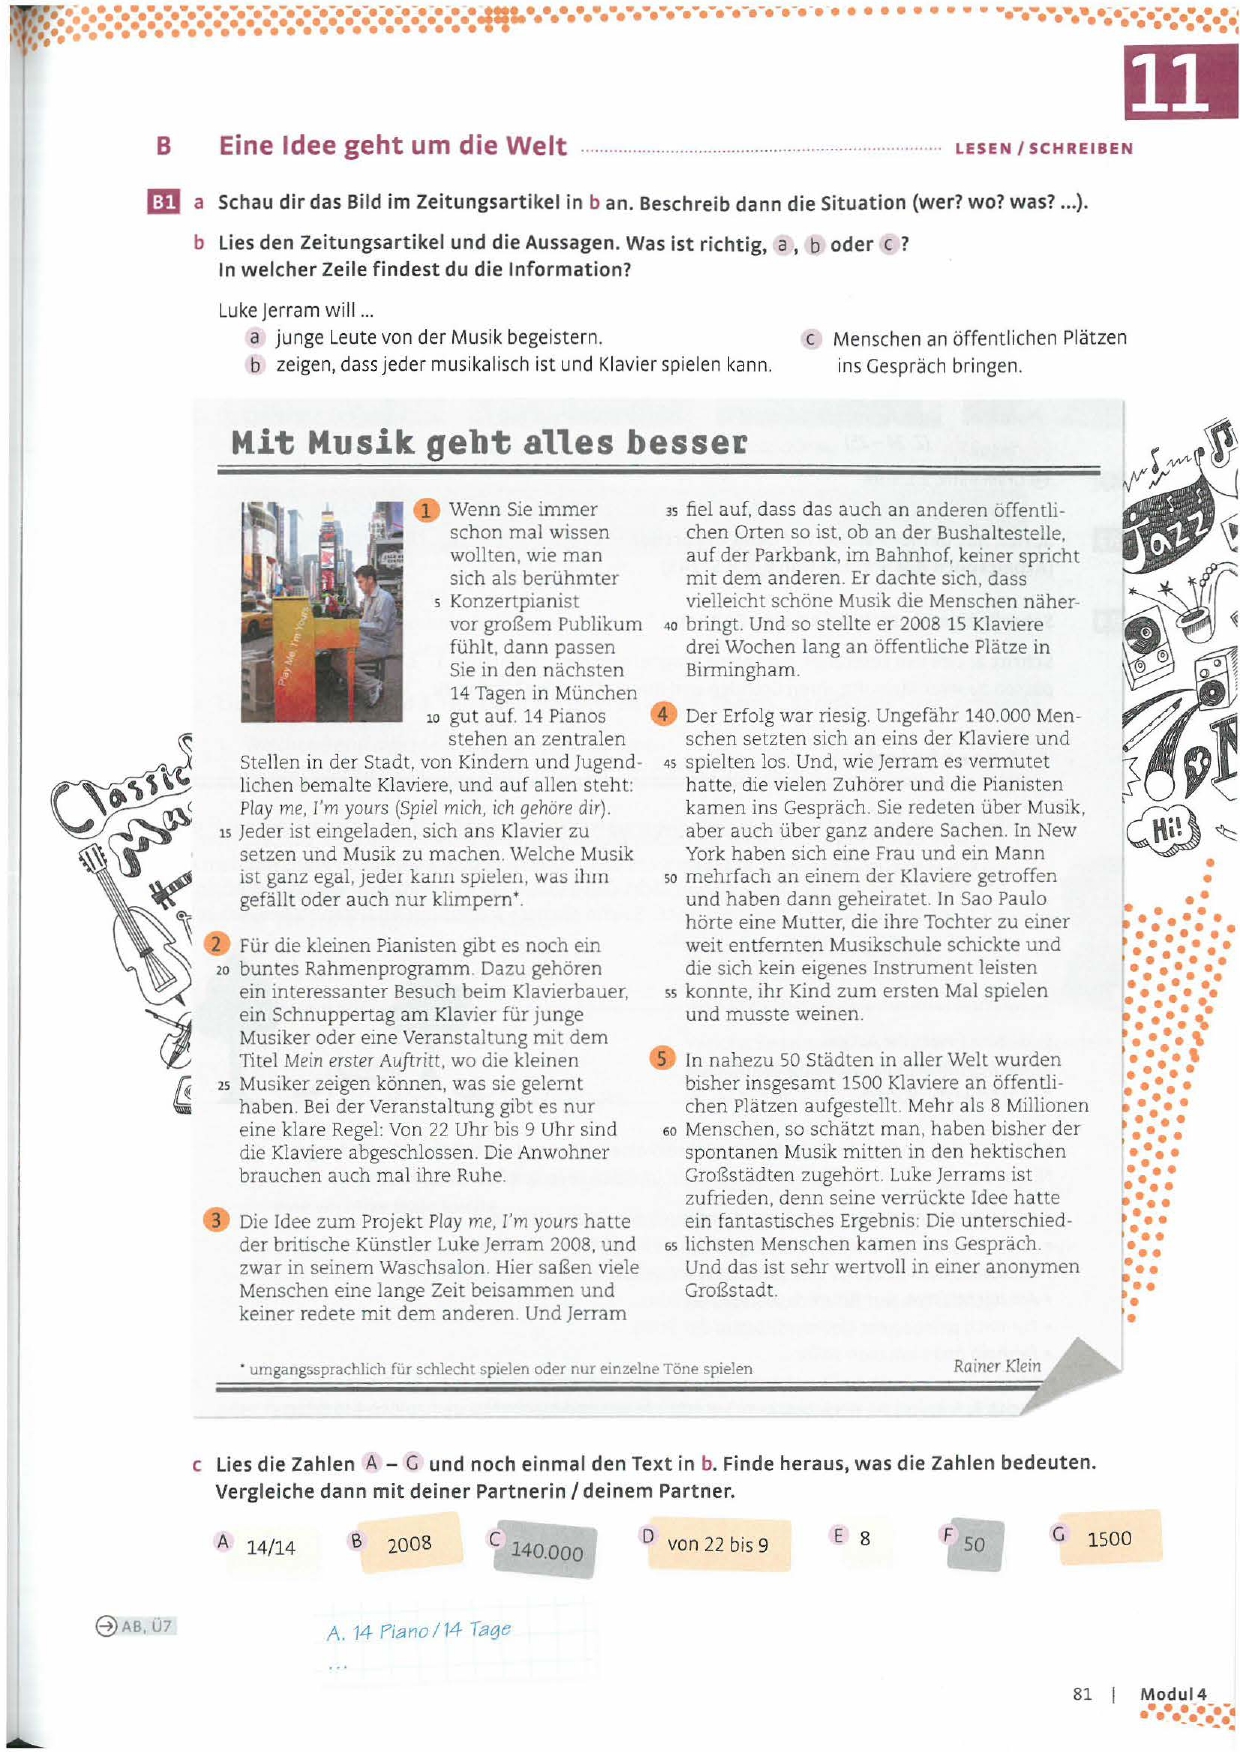 11
B Eine Idee geht um die Welt LESEN / SCHREIBEN
B1 a Schau dir das Bild im Zeitungsartikel in b an. Beschreib dann die Situation (wer? wo? was? ...).
b Lies den Zeitungsartikel und die Aussagen. Was ist richtig, a, b oder c?
In welcher Zeile findest du die Information?
Luke Jerram will ...
a junge Leute von der Musik begeistern.
b zeigen, dass jeder musikalisch ist und Klavier spielen kann.
c Menschen an öffentlichen Plätzen
ins Gespräch bringen.
Mit Musik geht alles besser
Play Me, I'm Yours
1 Wenn Sie immer
schon mal wissen
wollten, wie man
sich als berühmter
5 Konzertpianist
vor großem Publikum
fühlt, dann passen
Sie in den nächsten
14 Tagen in München
10 gut auf. 14 Pianos
stehen an zentralen
Stellen in der Stadt, von Kindern und Jugend-
lichen bemalte Klaviere, und auf allen steht:
Play me, I'm yours (Spiel mich, ich gehöre dir).
15 Jeder ist eingeladen, sich ans Klavier zu
setzen und Musik zu machen. Welche Musik
ist ganz egal, jeder kann spielen, was ihm
gefällt oder auch nur klimpern*.
2 Für die kleinen Pianisten gibt es noch ein
20 buntes Rahmenprogramm. Dazu gehören
ein interessanter Besuch beim Klavierbauer,
ein Schnuppertag am Klavier für junge
Musiker oder eine Veranstaltung mit dem
Titel Mein erster Auftritt, wo die kleinen
25 Musiker zeigen können, was sie gelernt
haben. Bei der Veranstaltung gibt es nur
eine klare Regel: Von 22 Uhr bis 9 Uhr sind
die Klaviere abgeschlossen. Die Anwohner
brauchen auch mal ihre Ruhe.
3 Die Idee zum Projekt Play me, I'm yours hatte
der britische Künstler Luke Jerram 2008, und
zwar in seinem Waschsalon. Hier saßen viele
Menschen eine lange Zeit beisammen und
keiner redete mit dem anderen. Und Jerram
35 fiel auf, dass das auch an anderen öffentli-
chen Orten so ist, ob an der Bushaltestelle,
auf der Parkbank, im Bahnhof, keiner spricht
mit dem anderen. Er dachte sich, dass
vielleicht schöne Musik die Menschen näher-
40 bringt. Und so stellte er 2008 15 Klaviere
drei Wochen lang an öffentliche Plätze in
Birmingham.
4 Der Erfolg war riesig. Ungefähr 140.000 Men-
schen setzten sich an eins der Klaviere und
45 spielten los. Und, wie Jerram es vermutet
hatte, die vielen Zuhörer und die Pianisten
kamen ins Gespräch. Sie redeten über Musik,
aber auch über ganz andere Sachen. In New
York haben sich eine Frau und ein Mann
50 mehrfach an einem der Klaviere getroffen
und haben dann geheiratet. In Sao Paulo
hörte eine Mutter, die ihre Tochter zu einer
weit entfernten Musikschule schickte und
die sich kein eigenes Instrument leisten
55 konnte, ihr Kind zum ersten Mal spielen
und musste weinen.
5 In nahezu 50 Städten in aller Welt wurden
bisher insgesamt 1500 Klaviere an öffentli-
chen Plätzen aufgestellt. Mehr als 8 Millionen
60 Menschen, so schätzt man, haben bisher der
spontanen Musik mitten in den hektischen
Großstädten zugehört. Luke Jerrams ist
zufrieden, denn seine verrückte Idee hatte
ein fantastisches Ergebnis: Die unterschied-
65 lichsten Menschen kamen ins Gespräch.
Und das ist sehr wertvoll in einer anonymen
Großstadt.
* umgangssprachlich für schlecht spielen oder nur einzelne Töne spielen
Rainer Klein
Classic
Jazz
Hi!
c Lies die Zahlen A – G und noch einmal den Text in b. Finde heraus, was die Zahlen bedeuten.
Vergleiche dann mit deiner Partnerin / deinem Partner.
A 14/14 B 2008 C 140.000 D von 22 bis 9 E 8 F 50 G 1500
AB, Ü7
A. 14 Piano / 14 Tage
...
81 | Modul 4